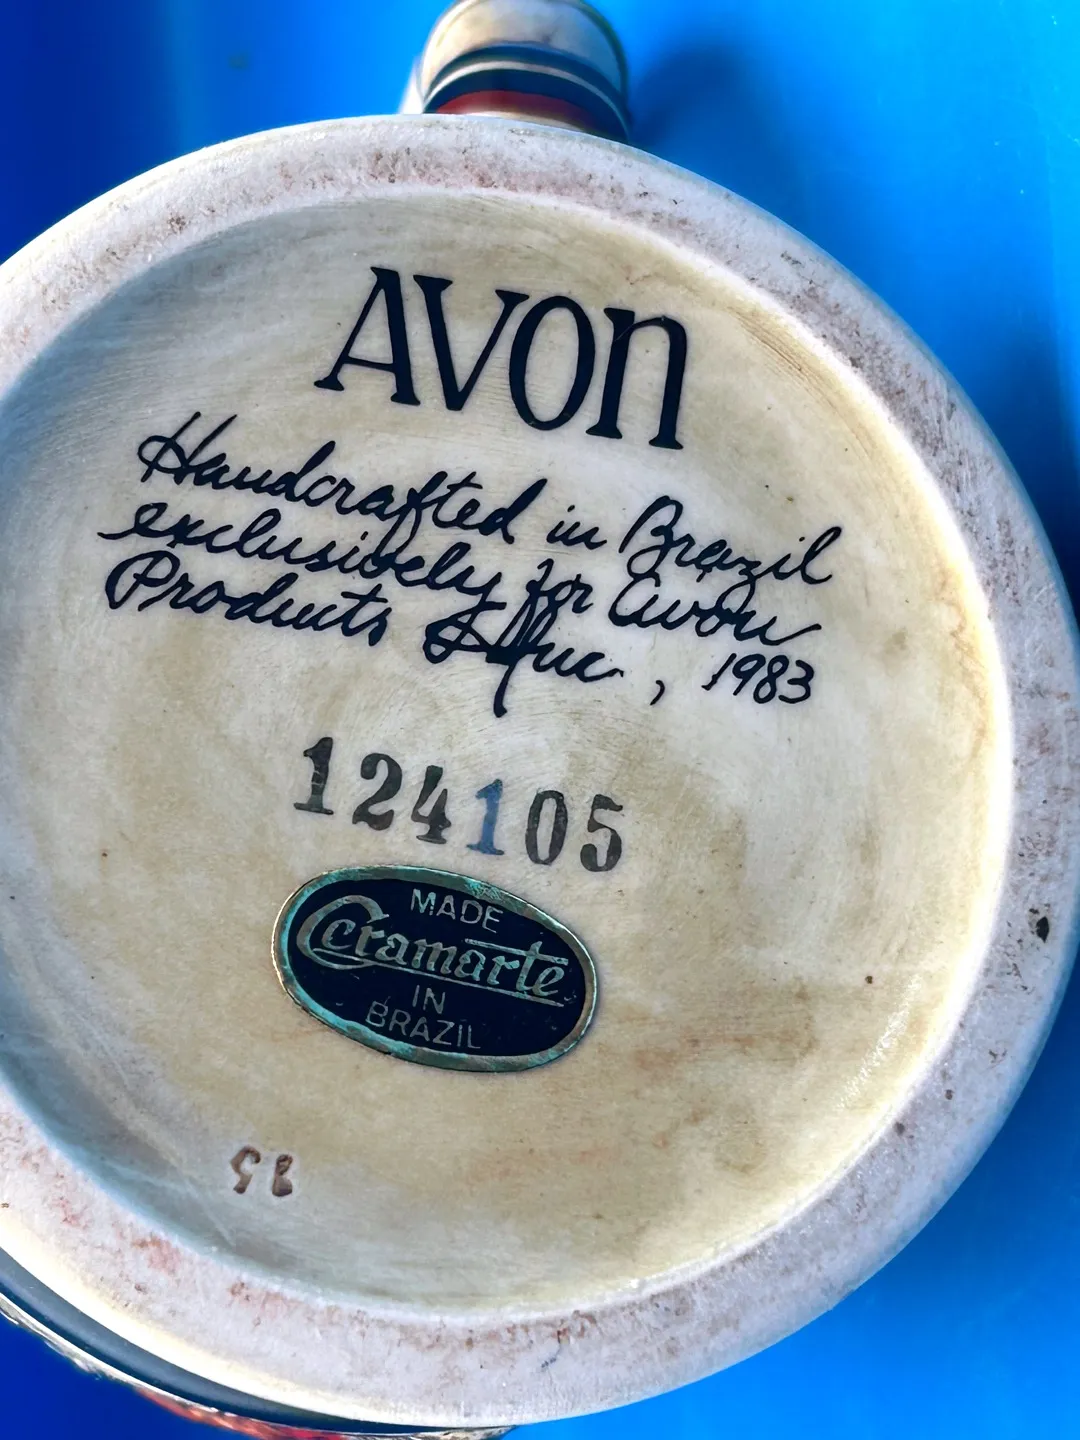 AVON
Handcrafted in Brazil
exclusively for Avon
Products Inc , 1983
124105
MADE
Ceramarte
IN
BRAZIL